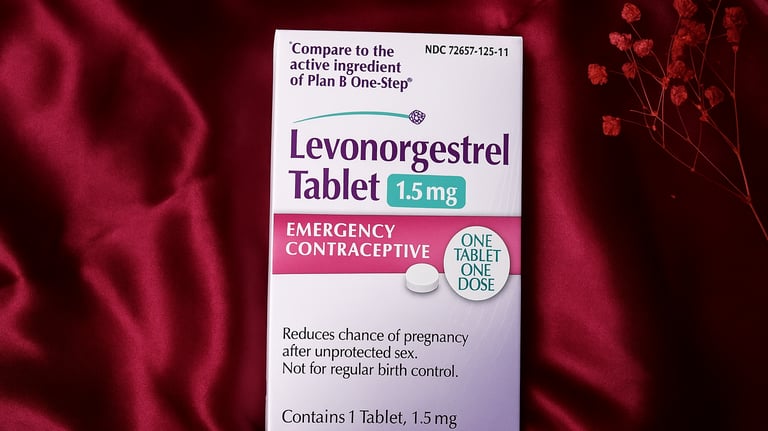 *Compare to the
active ingredient
of Plan B One-Step®
NDC 72657-125-11
Levonorgestrel
Tablet 1.5 mg
EMERGENCY
CONTRACEPTIVE
ONE
TABLET
ONE
DOSE
Reduces chance of pregnancy
after unprotected sex.
Not for regular birth control.
Contains 1 Tablet, 1.5 mg